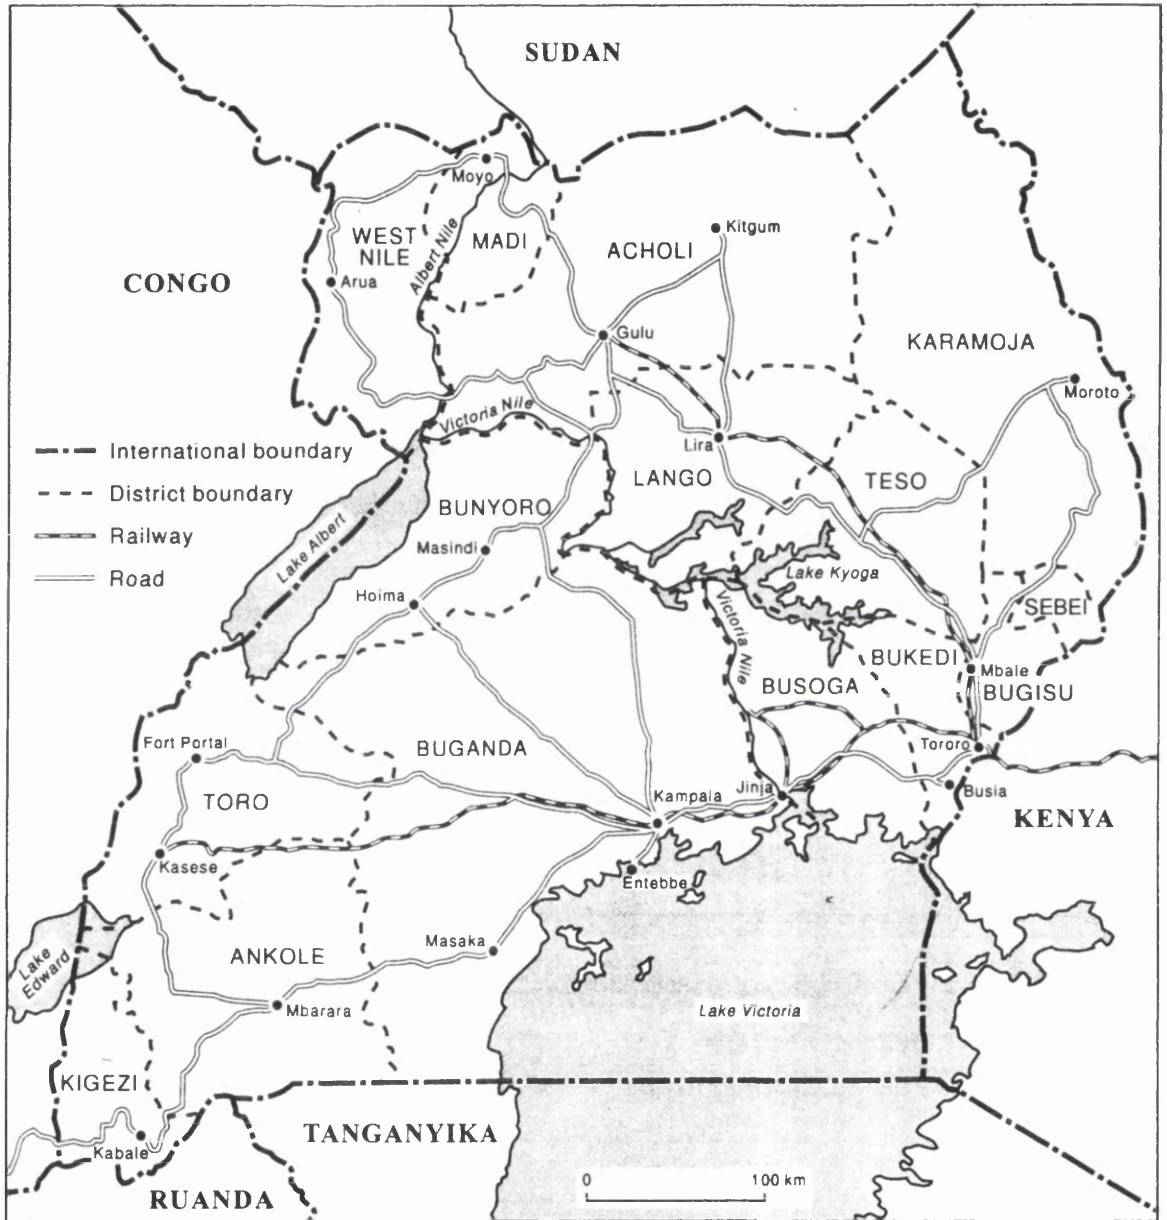 SUDAN
Moyo
WEST
NILE
Albert Nile
MADI
ACHOLI
Kitgum
CONGO
Arua
Gulu
KARAMOJA
Moroto
Victoria Nile
Lira
International boundary
District boundary
Railway
Road
LANGO
TESO
BUNYORO
Lake Albert
Masindi
Hoima
Lake Kyoga
Victoria Nile
SEBEI
BUKEDI
Mbale
BUSOGA
BUGISU
Fort Portal
BUGANDA
Tororo
TORO
Kampala
Jinja
Busia
KENYA
Kasese
Entebbe
Lake
Edward
ANKOLE
Masaka
Mbarara
Lake Victoria
KIGEZI
Kabale
TANGANYIKA
RUANDA
0
100 km